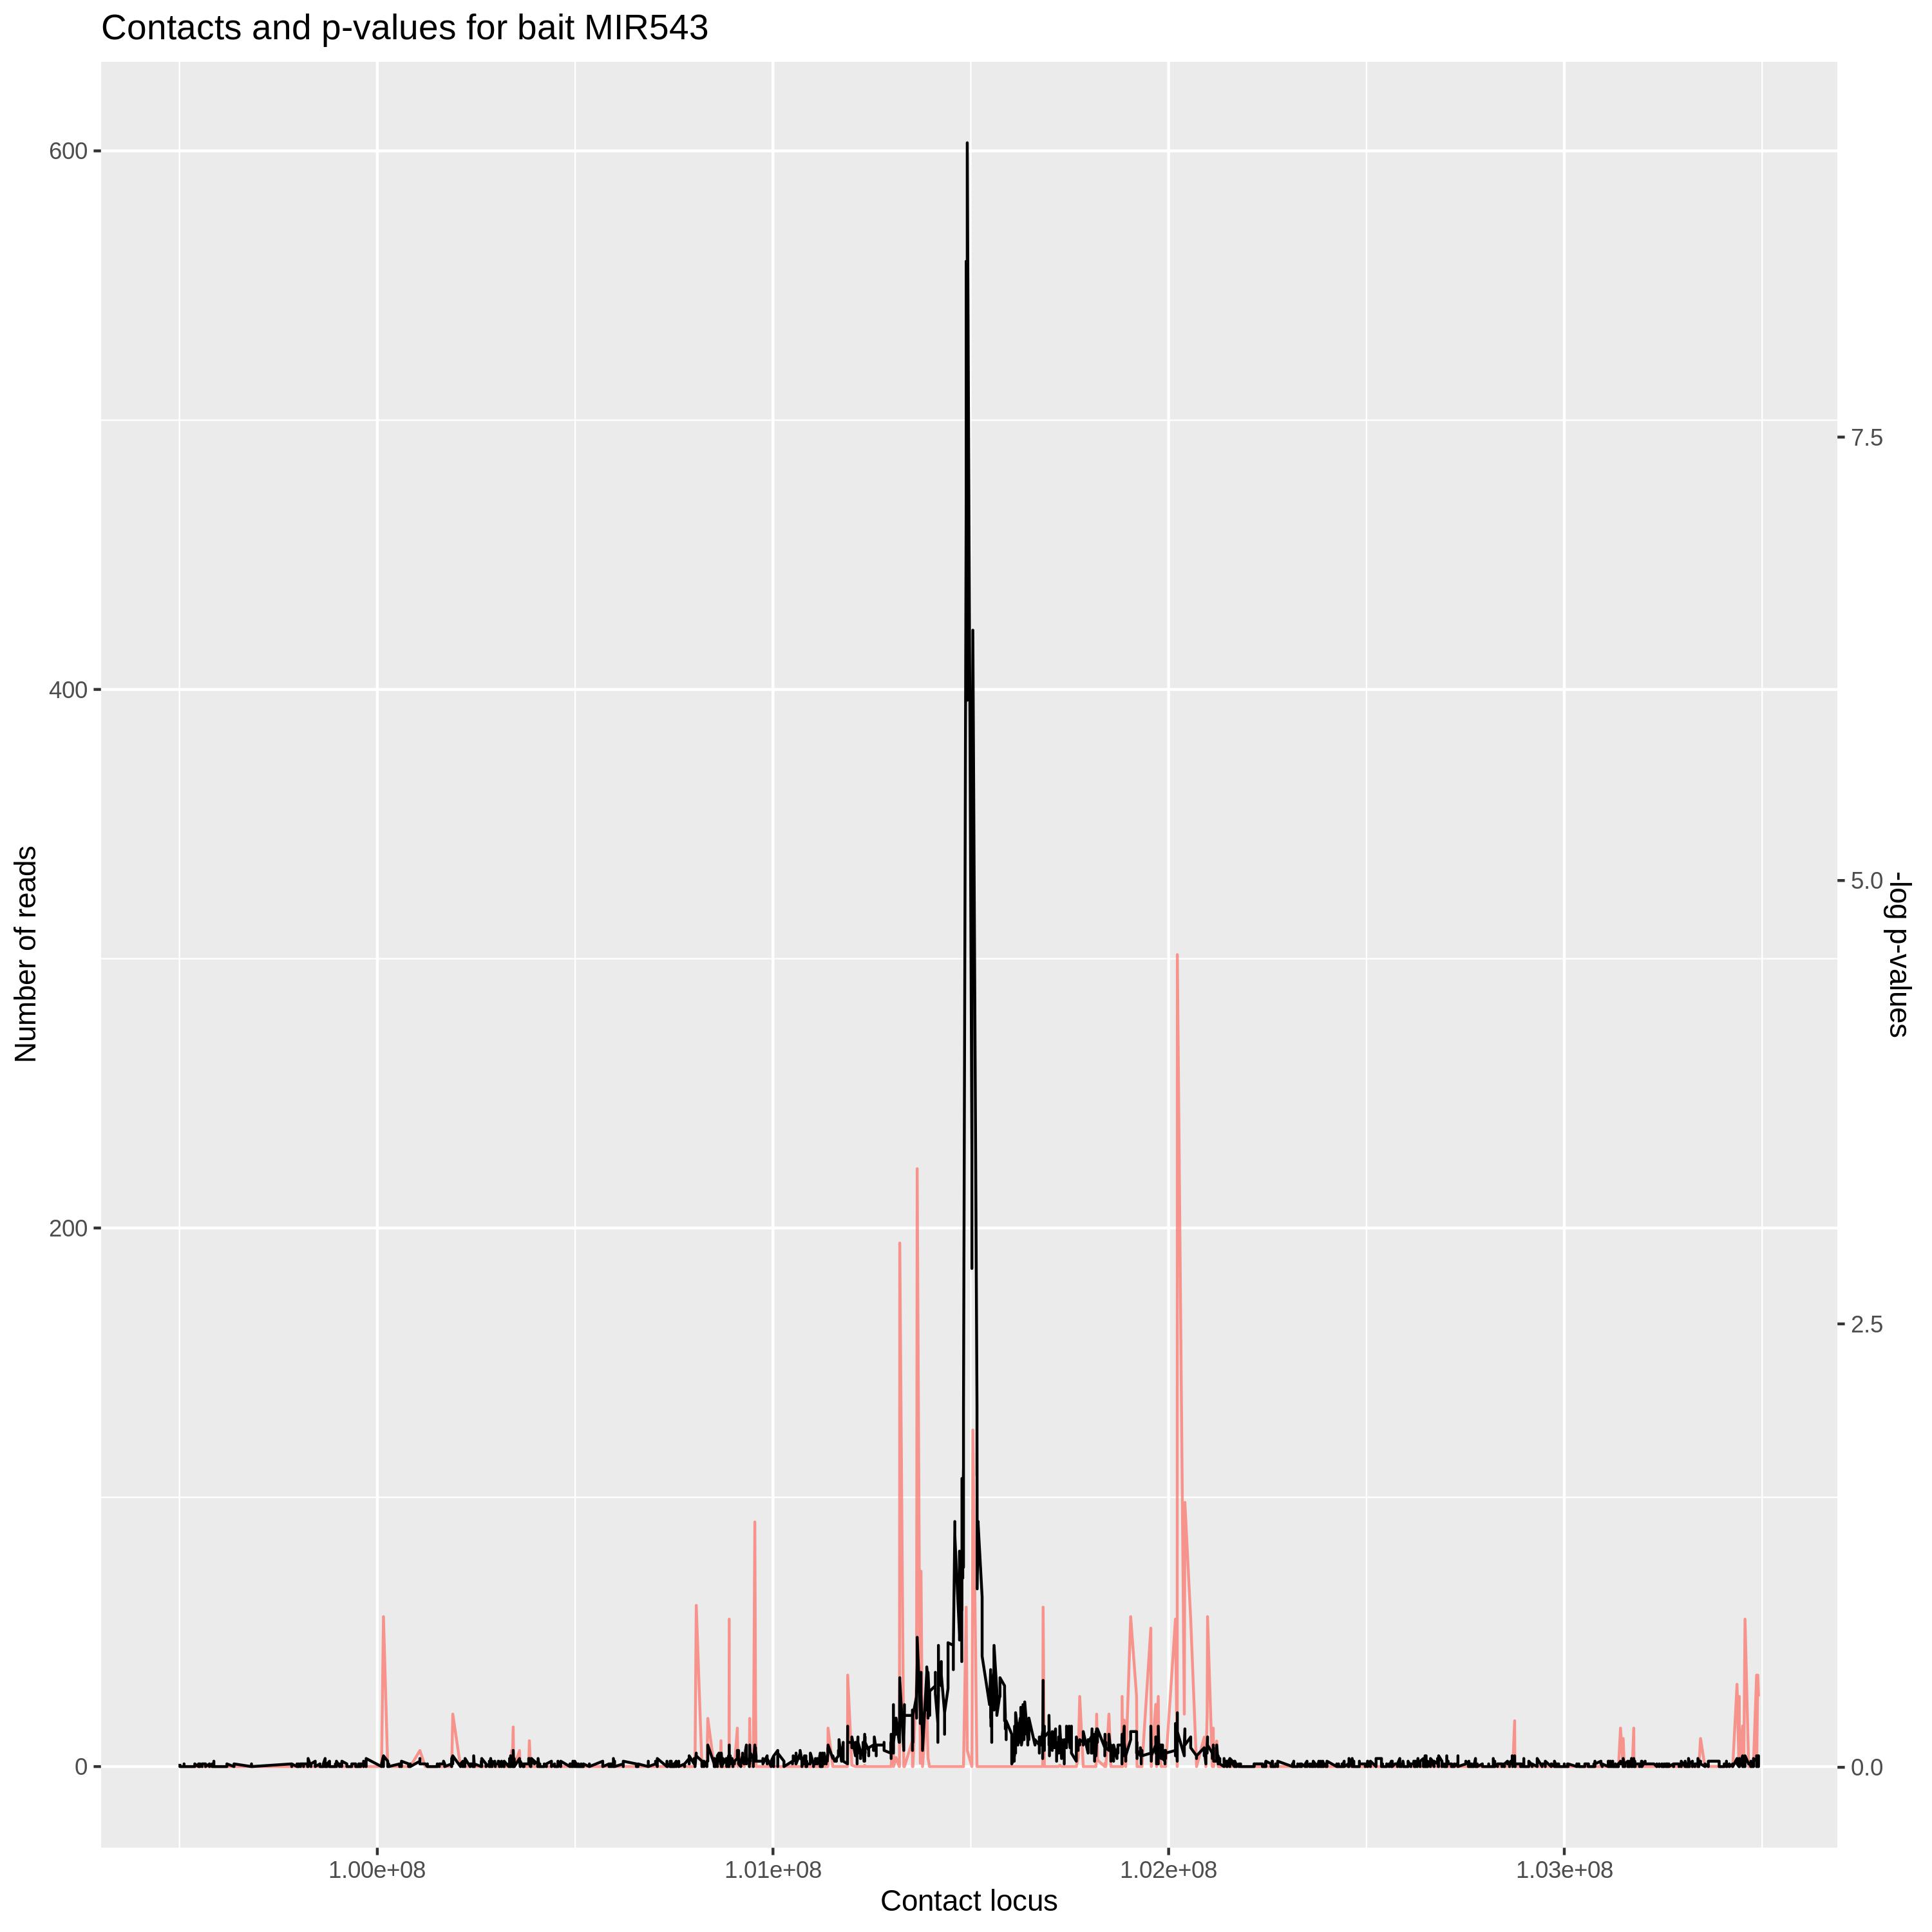 Contacts and p-values for bait MIR543
600
400
200
0
7.5
5.0
2.5
0.0
Number of reads
-log p-values
1.00e+08
1.01e+08
1.02e+08
1.03e+08
Contact locus